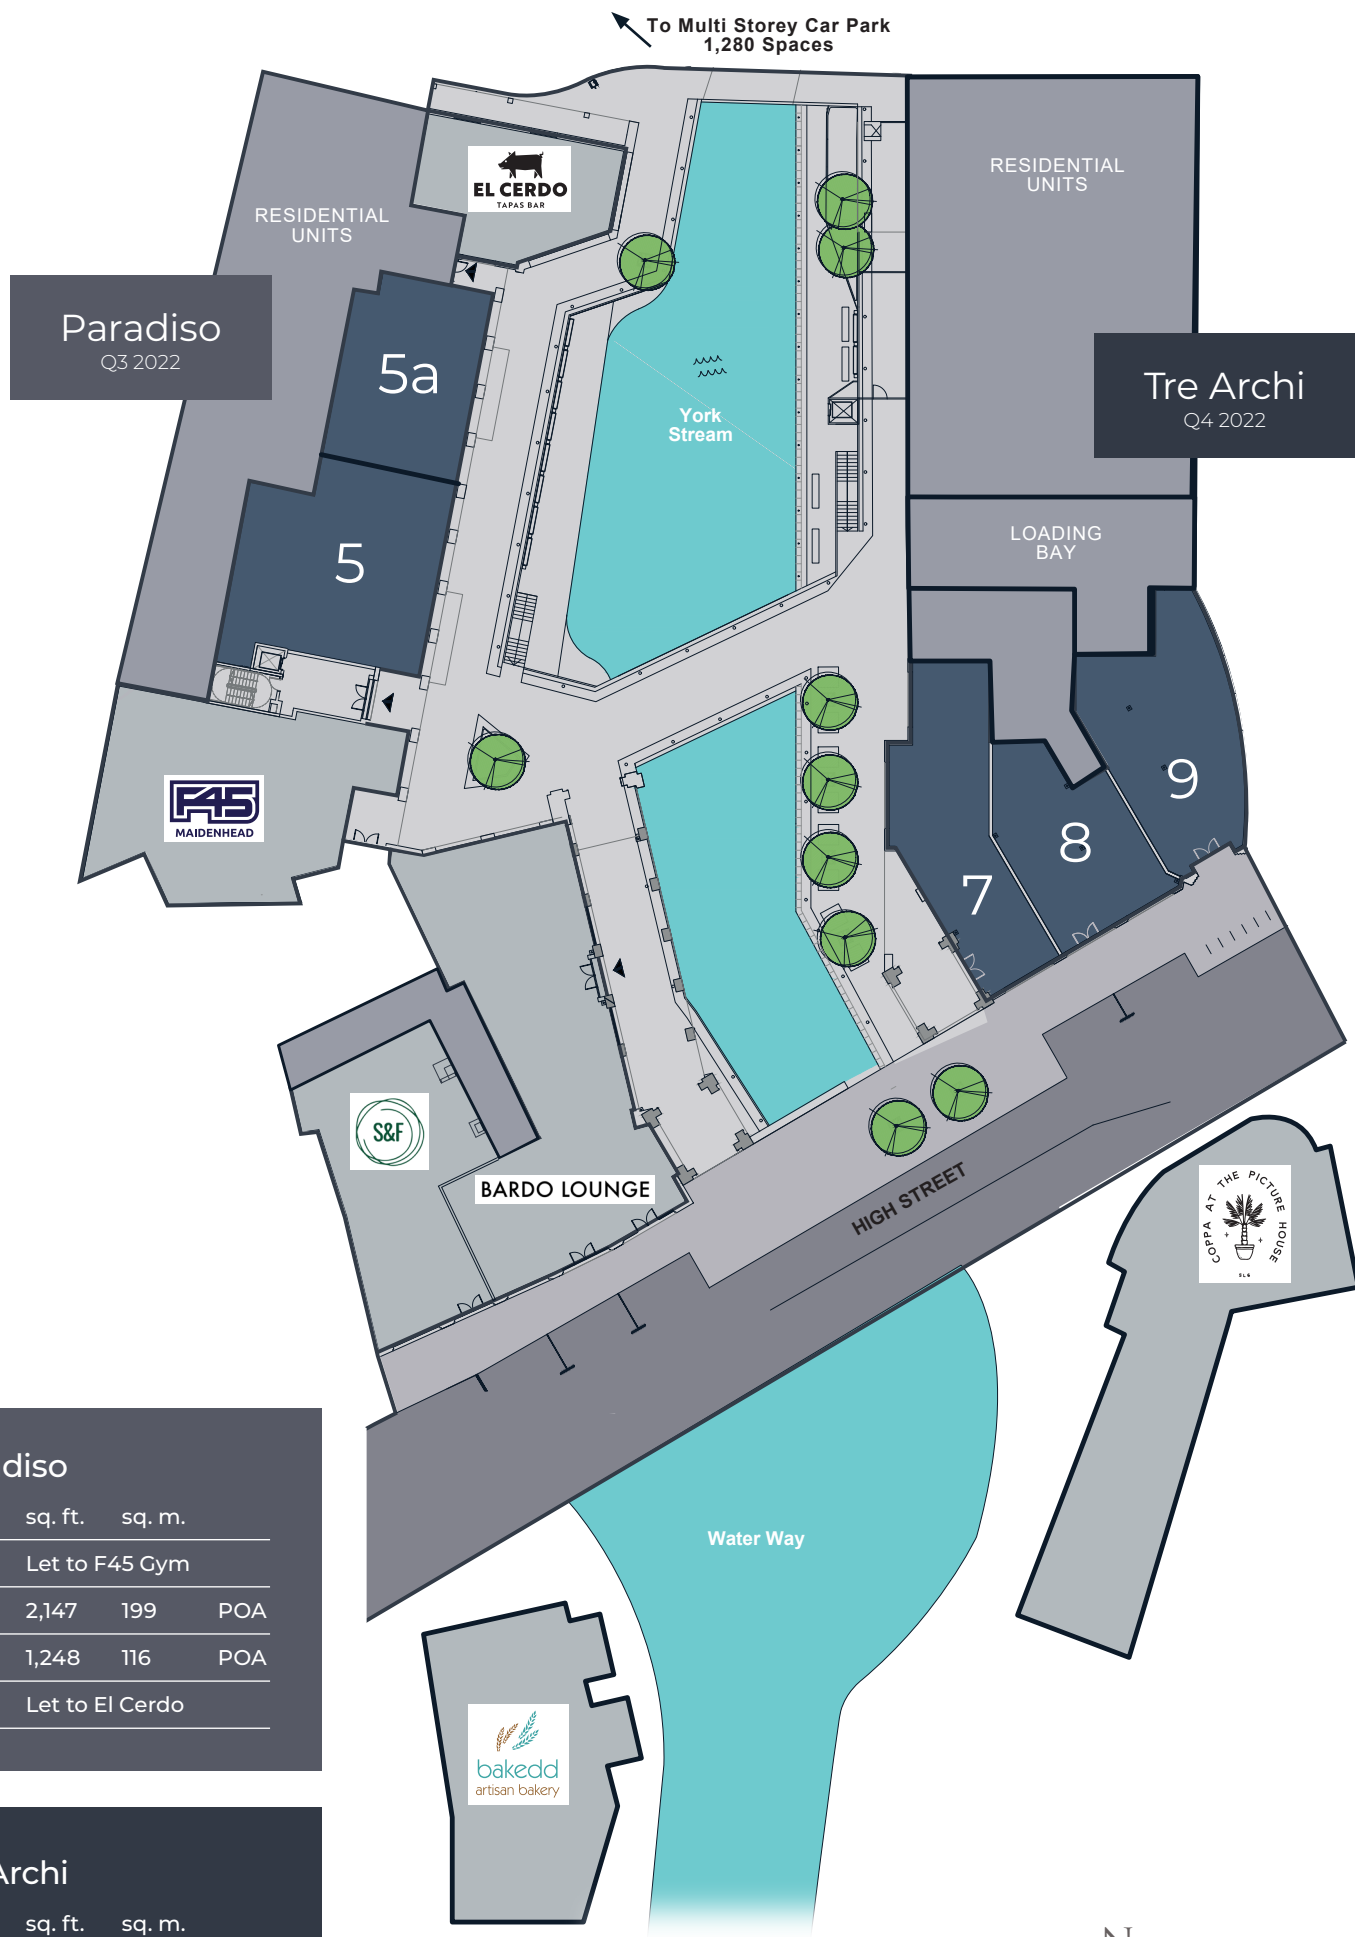 To Multi Storey Car Park
1,280 Spaces
EL CERDO
TAPAS BAR
RESIDENTIAL
UNITS
RESIDENTIAL
UNITS
Paradiso
Q3 2022
5a
Tre Archi
Q4 2022
York
Stream
5
LOADING
BAY
F45
MAIDENHEAD
9
8
7
S&F
BARDO LOUNGE
HIGH STREET
COPPA AT THE PICTURE HOUSE
SLG
Water Way
diso
sq. ft. sq. m.
Let to F45 Gym
2,147 199 POA
1,248 116 POA
Let to El Cerdo
bakedd
artisan bakery
Archi
sq. ft. sq. m.
N